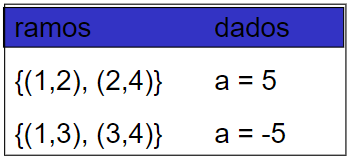 ramos dados
{(1,2), (2,4)} a = 5
{(1,3), (3,4)} a = -5